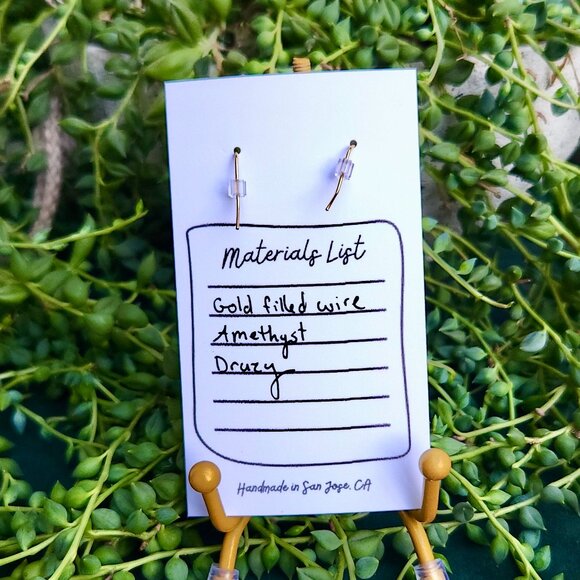 Materials List
Gold filled wire
Amethyst
Druzy
Handmade in San Jose, CA